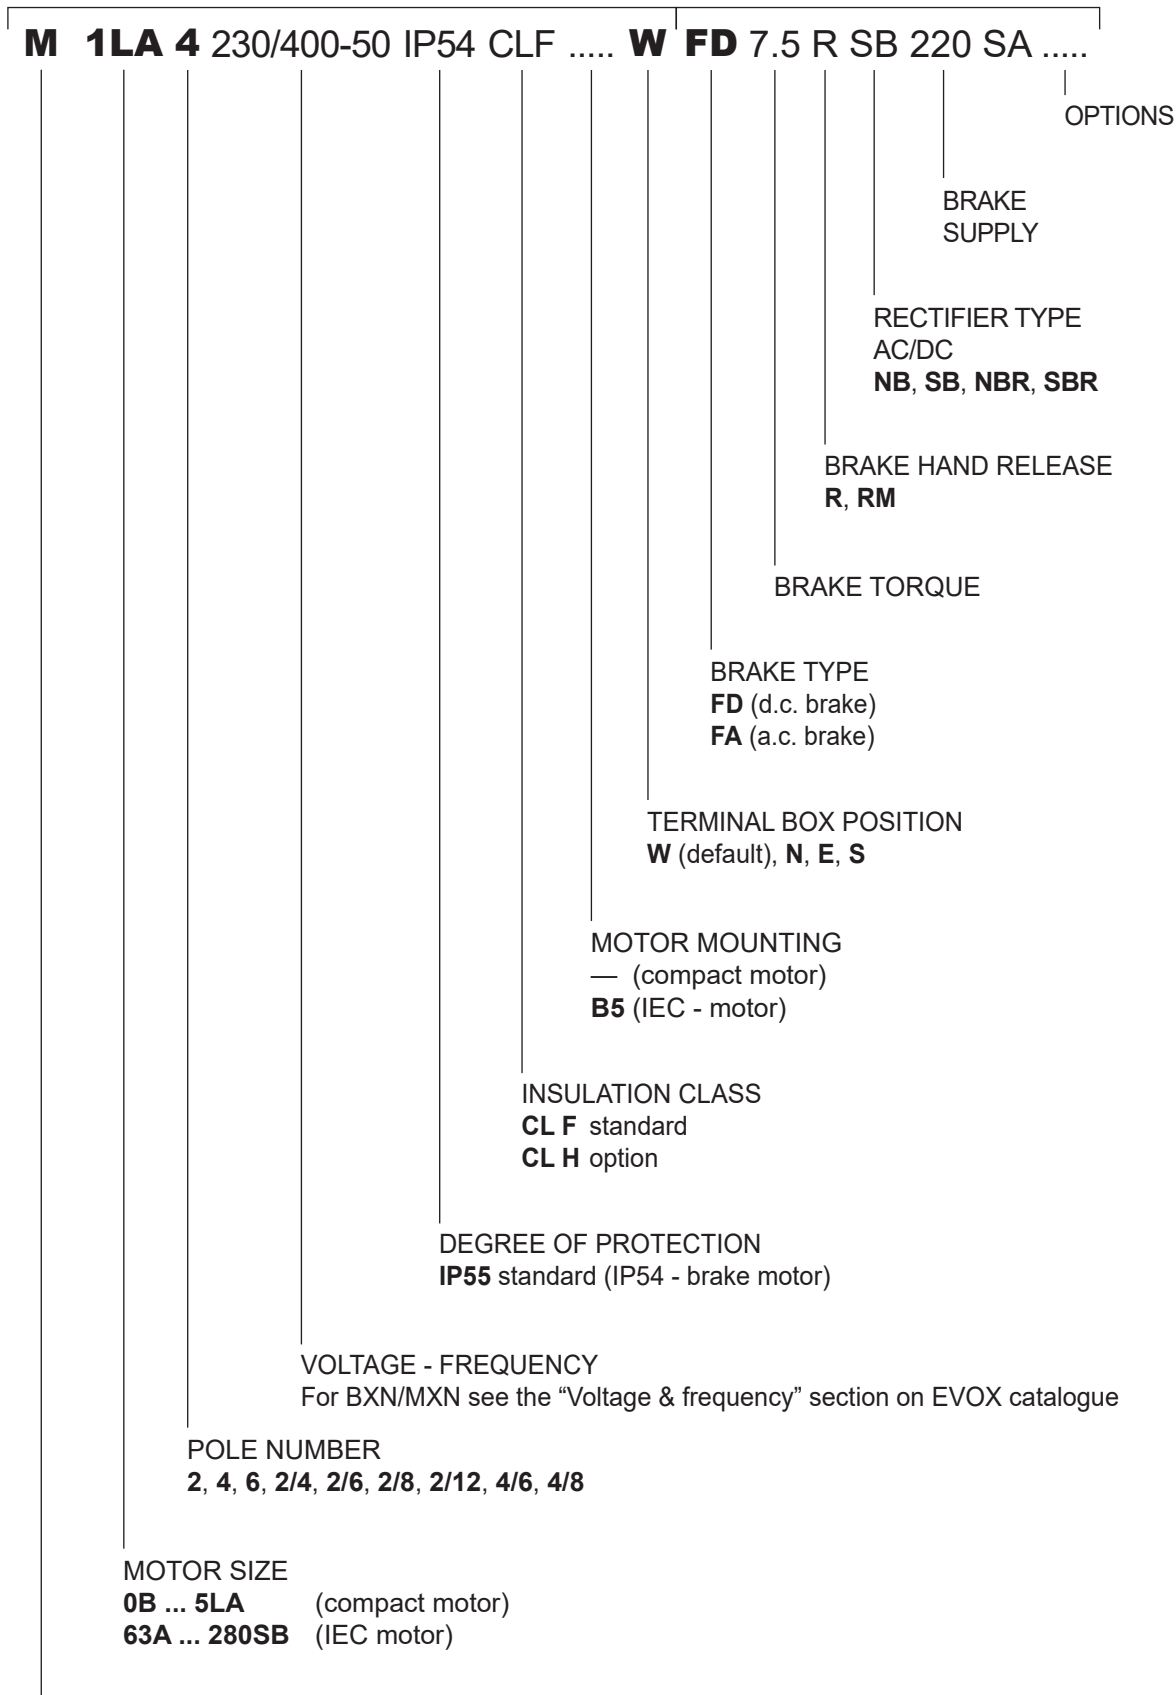 M 1LA 4 230/400-50 IP54 CLF ..... W FD 7.5 R SB 220 SA .....
OPTIONS
BRAKE
SUPPLY
RECTIFIER TYPE
AC/DC
NB, SB, NBR, SBR
BRAKE HAND RELEASE
R, RM
BRAKE TORQUE
BRAKE TYPE
FD (d.c. brake)
FA (a.c. brake)
TERMINAL BOX POSITION
W (default), N, E, S
MOTOR MOUNTING
— (compact motor)
B5 (IEC - motor)
INSULATION CLASS
CL F standard
CL H option
DEGREE OF PROTECTION
IP55 standard (IP54 - brake motor)
VOLTAGE - FREQUENCY
For BXN/MXN see the “Voltage & frequency” section on EVOX catalogue
POLE NUMBER
2, 4, 6, 2/4, 2/6, 2/8, 2/12, 4/6, 4/8
MOTOR SIZE
0B ... 5LA (compact motor)
63A ... 280SB (IEC motor)